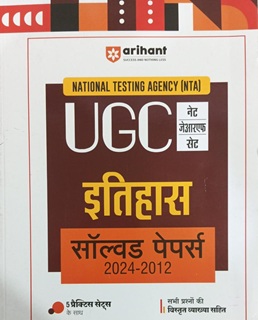 arihant
SUCCESS AND NOTHING LESS
NATIONAL TESTING AGENCY (NTA)
UGC
नेट
जेआरएफ
सेट
इतिहास
सॉल्वड पेपर्स
2024-2012
5 प्रैक्टिस सेट्स
के साथ
सभी प्रश्नों की
विस्तृत व्याख्या सहित